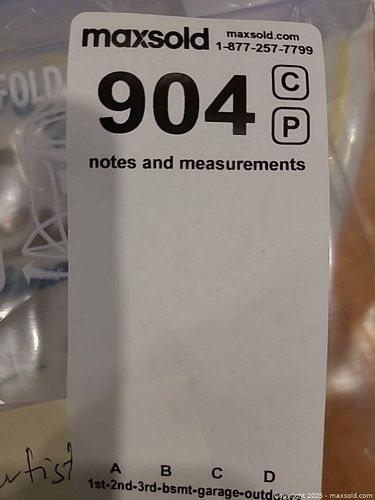 maxsold
maxsold.com
1-877-257-7799
904
C
P
notes and measurements
FOLD
A B C D
1st-2nd-3rd-bsmt-garage-outdo
Copyright 2025 - maxsold.com